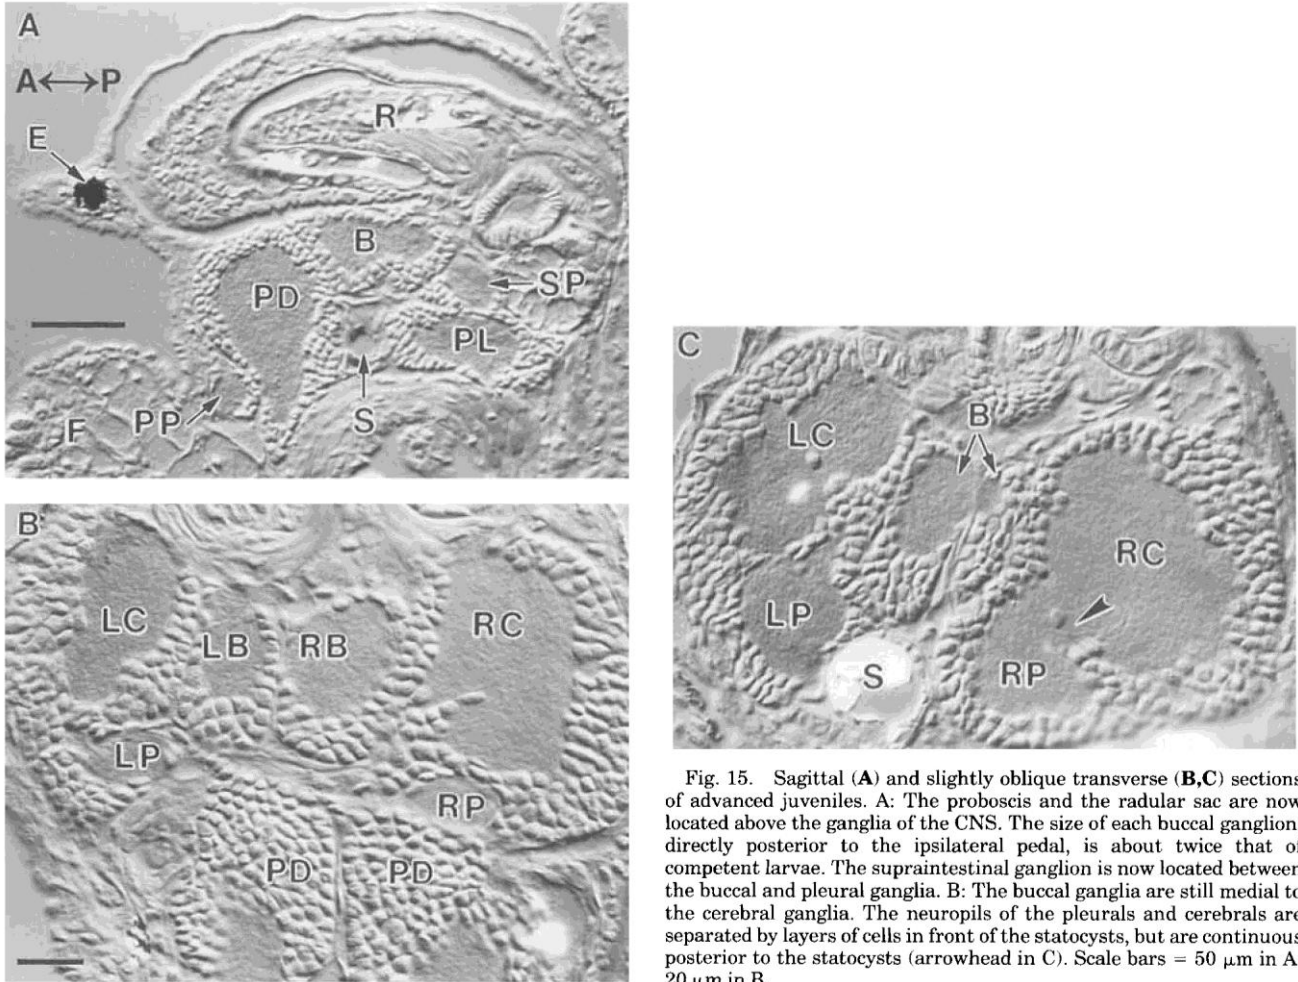 A
A⟷P
E
R
B
SP
PD
PL
PP
S
F
B
LC
LB
RB
RC
LP
RP
PD
PD
C
LC
B
RC
LP
S
RP
Fig. 15. Sagittal (A) and slightly oblique transverse (B,C) sections
of advanced juveniles. A: The proboscis and the radular sac are now
located above the ganglia of the CNS. The size of each buccal ganglion,
directly posterior to the ipsilateral pedal, is about twice that of
competent larvae. The supraintestinal ganglion is now located between
the buccal and pleural ganglia. B: The buccal ganglia are still medial to
the cerebral ganglia. The neuropils of the pleurals and cerebrals are
separated by layers of cells in front of the statocysts, but are continuous
posterior to the statocysts (arrowhead in C). Scale bars = 50 μm in A,
20 μm in B.